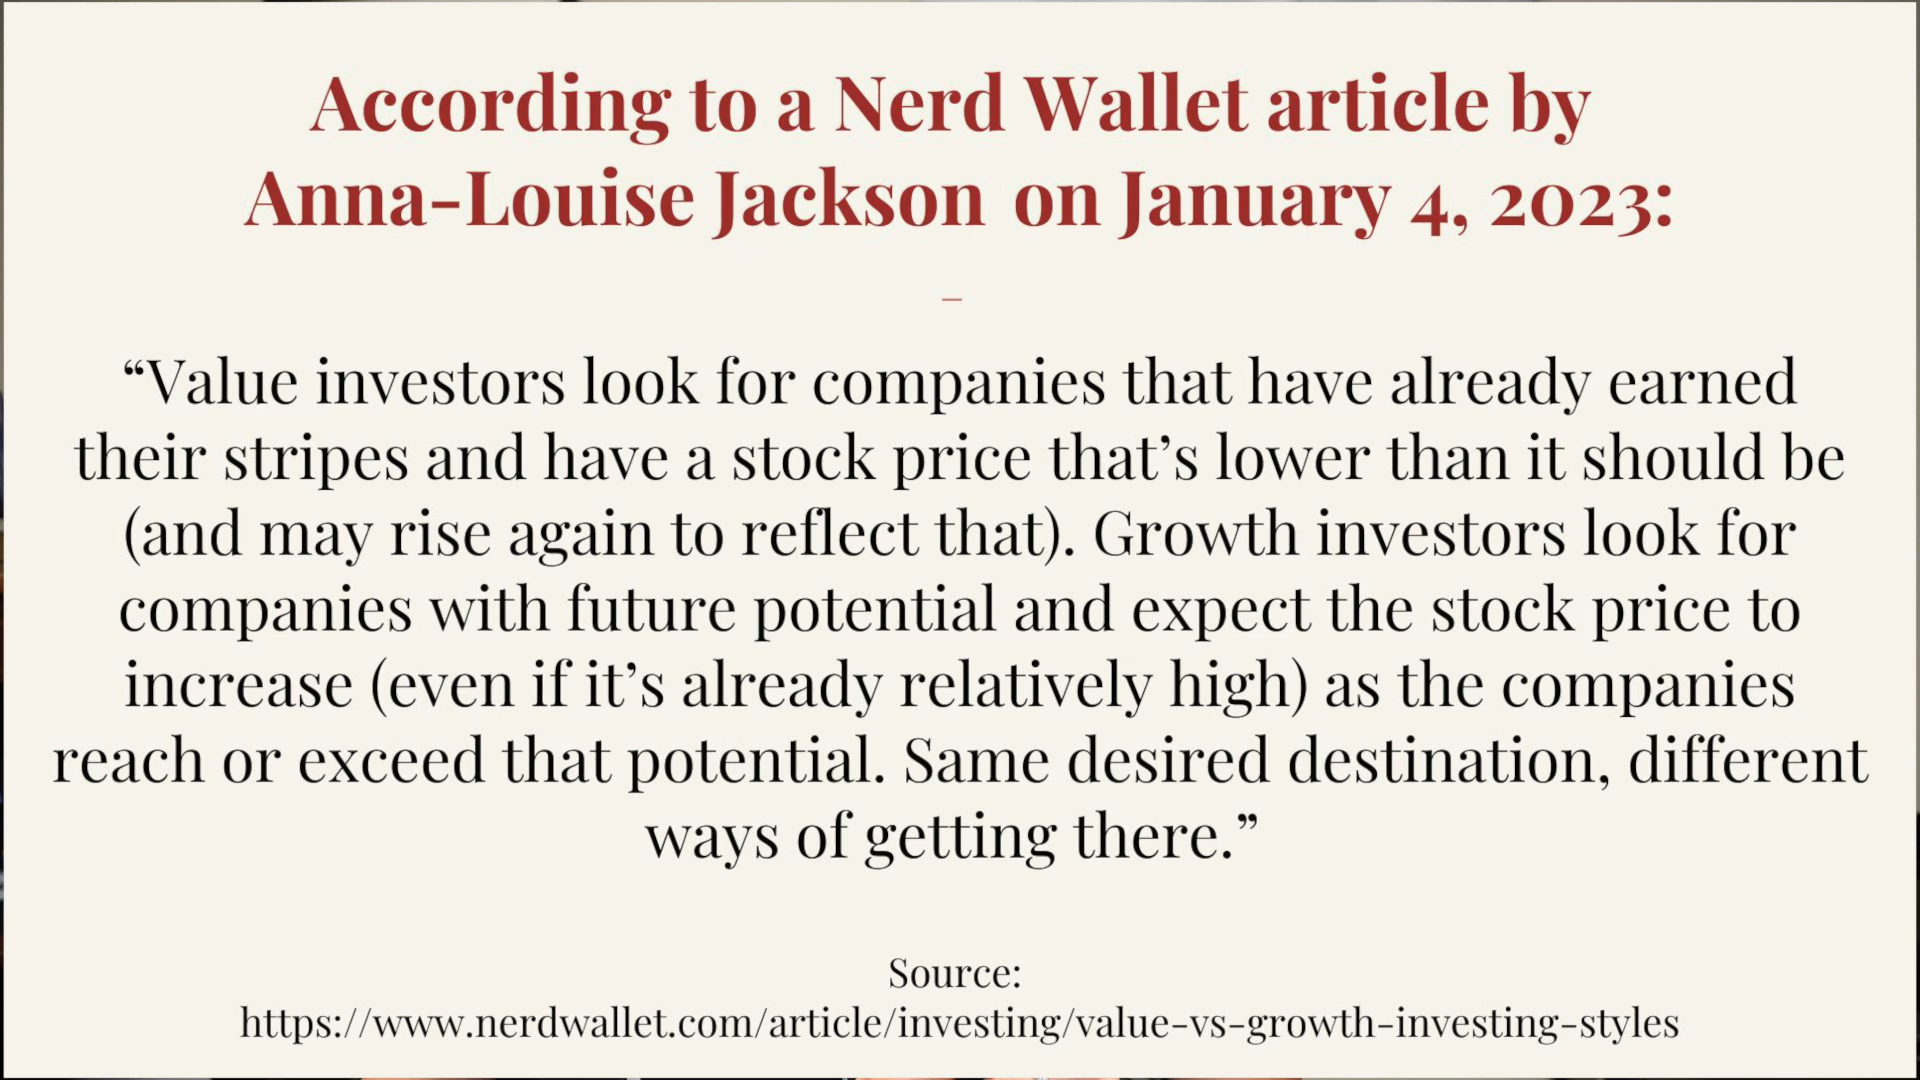 According to a Nerd Wallet article by
Anna-Louise Jackson on January 4, 2023:
–
“Value investors look for companies that have already earned
their stripes and have a stock price that’s lower than it should be
(and may rise again to reflect that). Growth investors look for
companies with future potential and expect the stock price to
increase (even if it’s already relatively high) as the companies
reach or exceed that potential. Same desired destination, different
ways of getting there.”
Source:
https://www.nerdwallet.com/article/investing/value-vs-growth-investing-styles